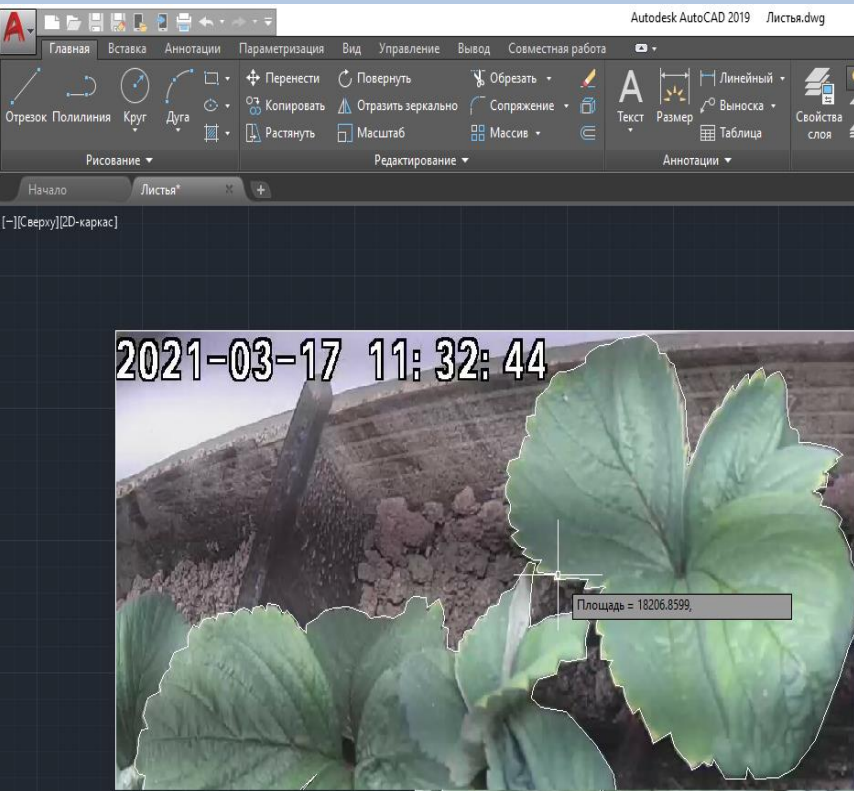 Autodesk AutoCAD 2019 Листья.dwg
Главная Вставка Аннотации Параметризация Вид Управление Вывод Совместная работа
Отрезок Полилиния Круг Дуга
Перенести Повернуть Обрезать
Копировать Отразить зеркально Сопряжение
Растянуть Масштаб Массив
Текст Размер Линейный
Выноска
Таблица
Свойства
слоя
Рисование Редактирование Аннотации
Начало Листья*
[−][Сверху][2D-каркас]
2021-03-17 11:32:44
Площадь = 18206.8599,